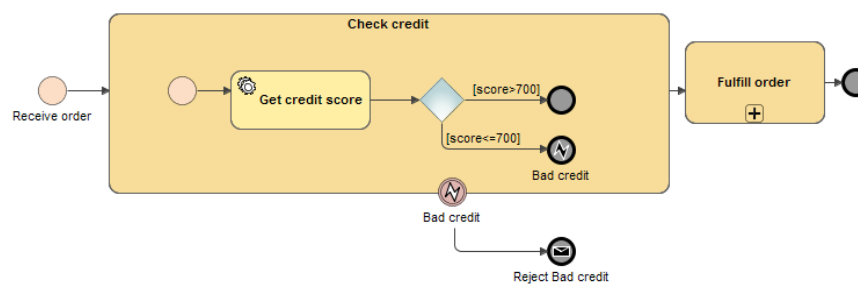 Check credit
Receive order
Get credit score
[score>700]
[score<=700]
Bad credit
Fulfill order
Bad credit
Reject Bad credit